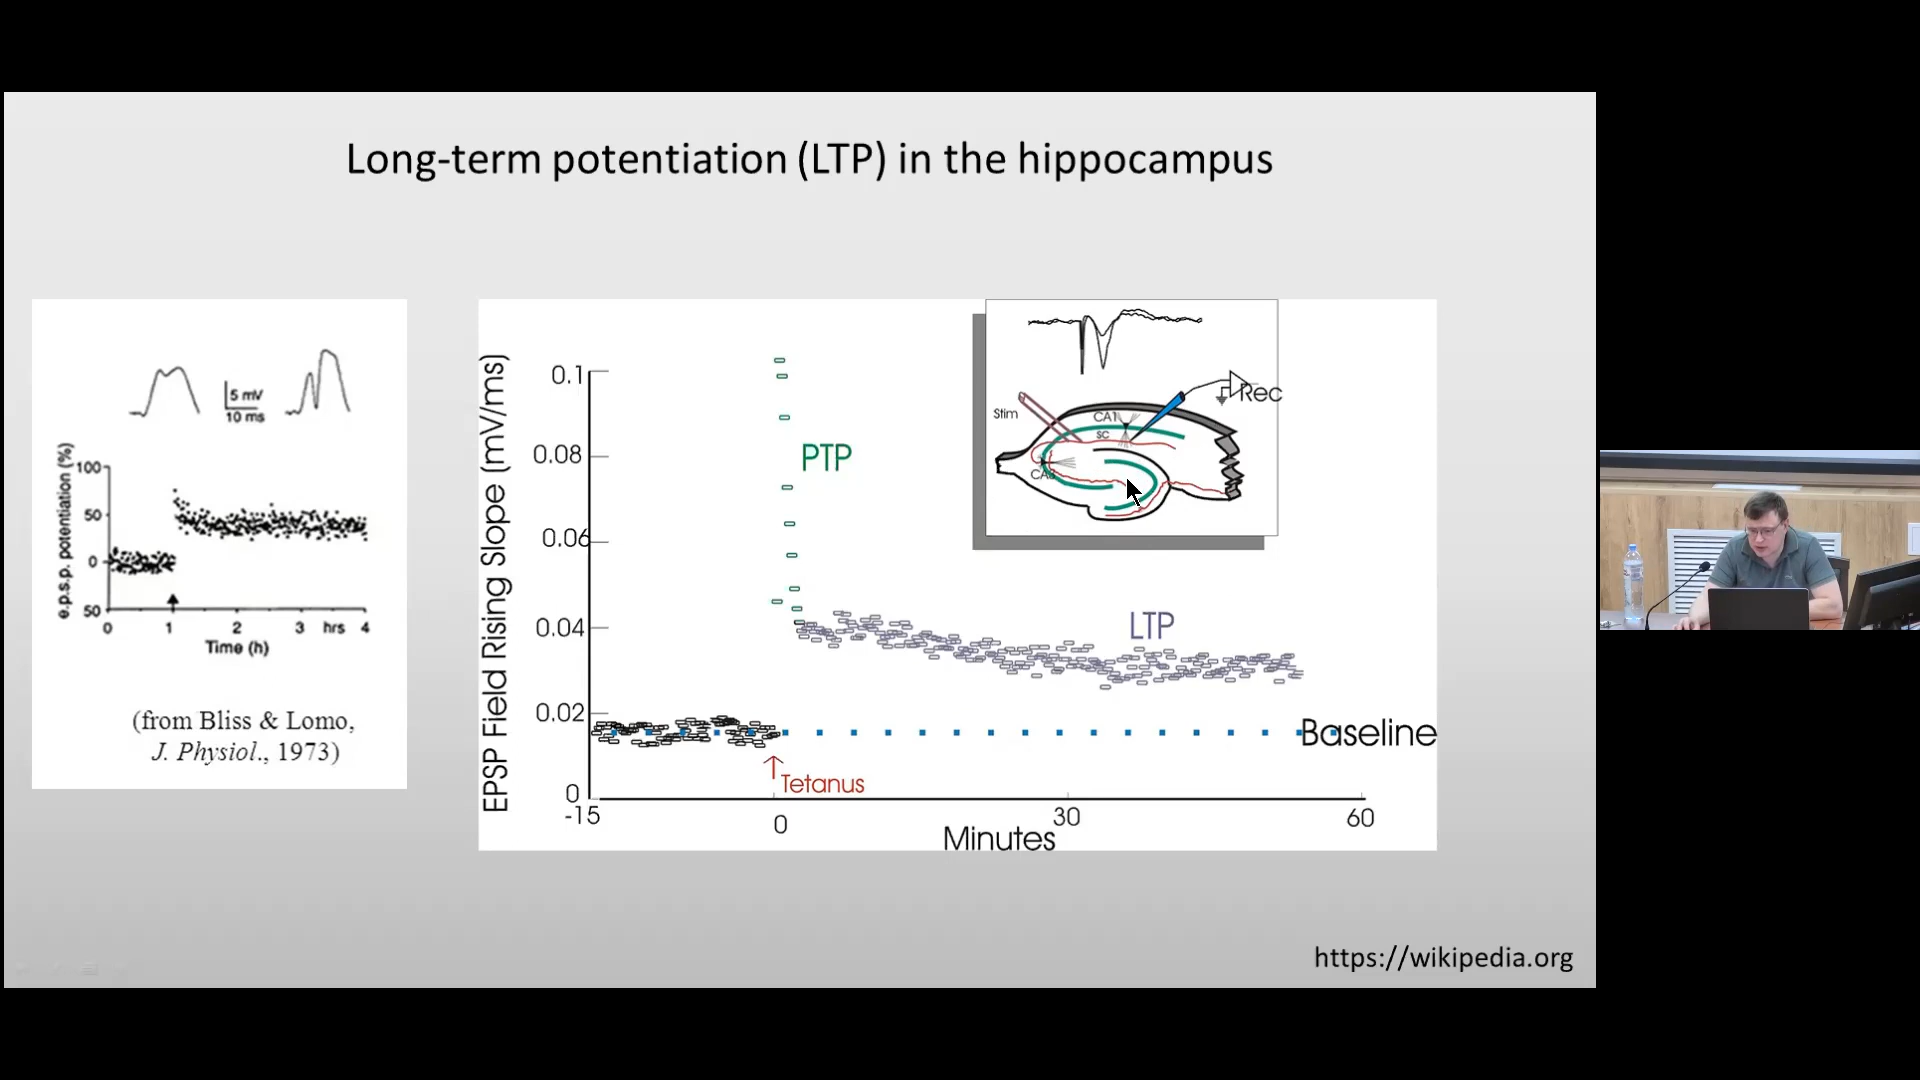 Long-term potentiation (LTP) in the hippocampus
5 mV
10 ms
e.p.s.p. potentiation (%)
100
50
0
50
0 1 2 3 hrs 4
Time (h)
(from Bliss & Lomo,
J. Physiol., 1973)
EPSP Field Rising Slope (mV/ms)
0.1
0.08
0.06
0.04
0.02
0
-15 0 30 60
Minutes
PTP
LTP
Baseline
Tetanus
Stim
Rec
CA1
SC
https://wikipedia.org